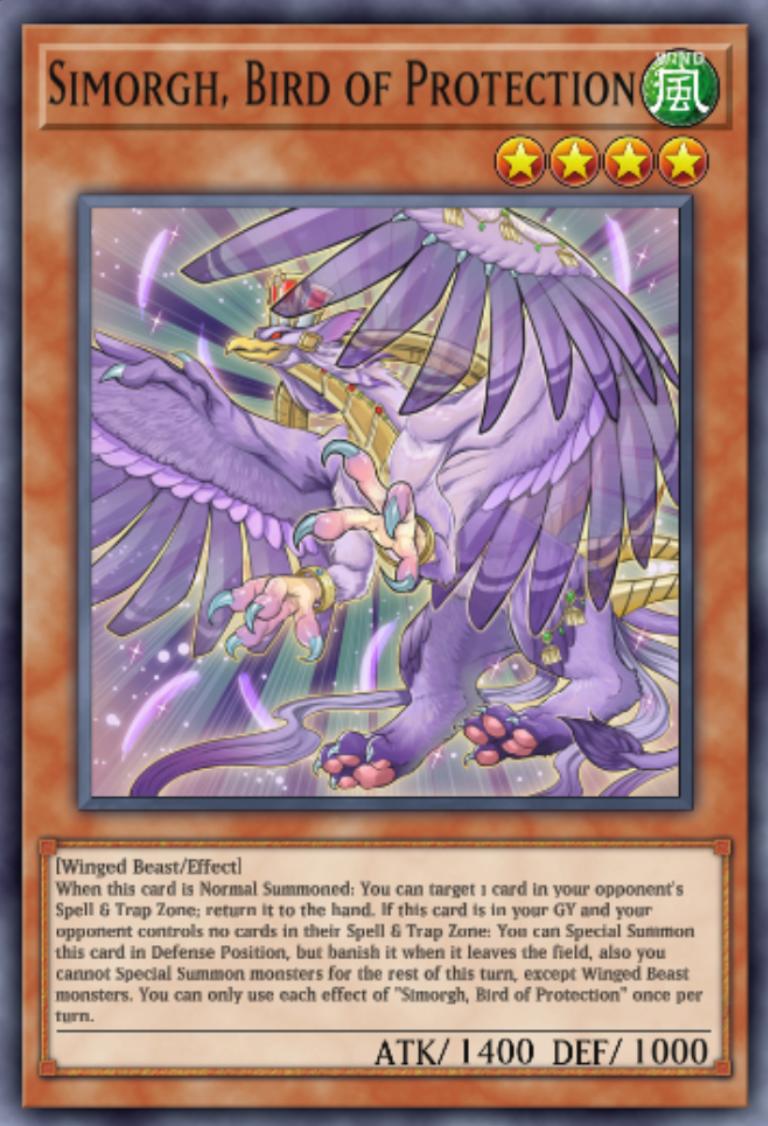 SIMORGH, BIRD OF PROTECTION
WIND
風
[Winged Beast/Effect]
When this card is Normal Summoned: You can target 1 card in your opponent's
Spell & Trap Zone; return it to the hand. If this card is in your GY and your
opponent controls no cards in their Spell & Trap Zone: You can Special Summon
this card in Defense Position, but banish it when it leaves the field, also you
cannot Special Summon monsters for the rest of this turn, except Winged Beast
monsters. You can only use each effect of "Simorgh, Bird of Protection" once per
turn.
ATK/ 1400 DEF/ 1000